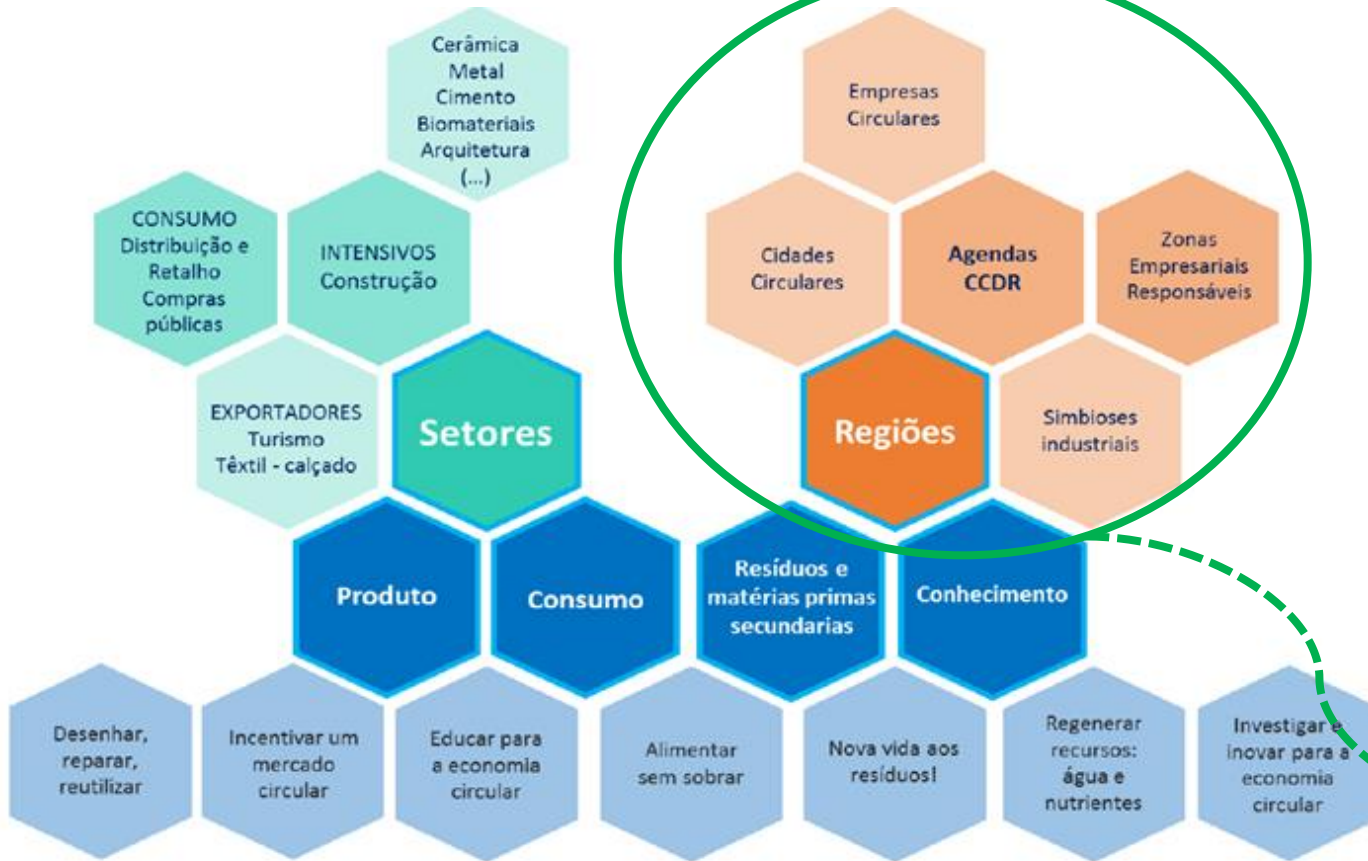 Cerâmica
Metal
Cimento
Biomateriais
Arquitetura
(...)
Empresas
Circulares
CONSUMO
Distribuição e
Retalho
Compras
públicas
INTENSIVOS
Construção
Cidades
Circulares
Agendas
CCDR
Zonas
Empresariais
Responsáveis
EXPORTADORES
Turismo
Têxtil - calçado
Setores
Regiões
Simbioses
industriais
Produto
Consumo
Resíduos e
matérias primas
secundarias
Conhecimento
Desenhar,
reparar,
reutilizar
Incentivar um
mercado
circular
Educar para
a economia
circular
Alimentar
sem sobrar
Nova vida aos
resíduos!
Regenerar
recursos:
água e
nutrientes
Investigar e
inovar para a
economia
circular